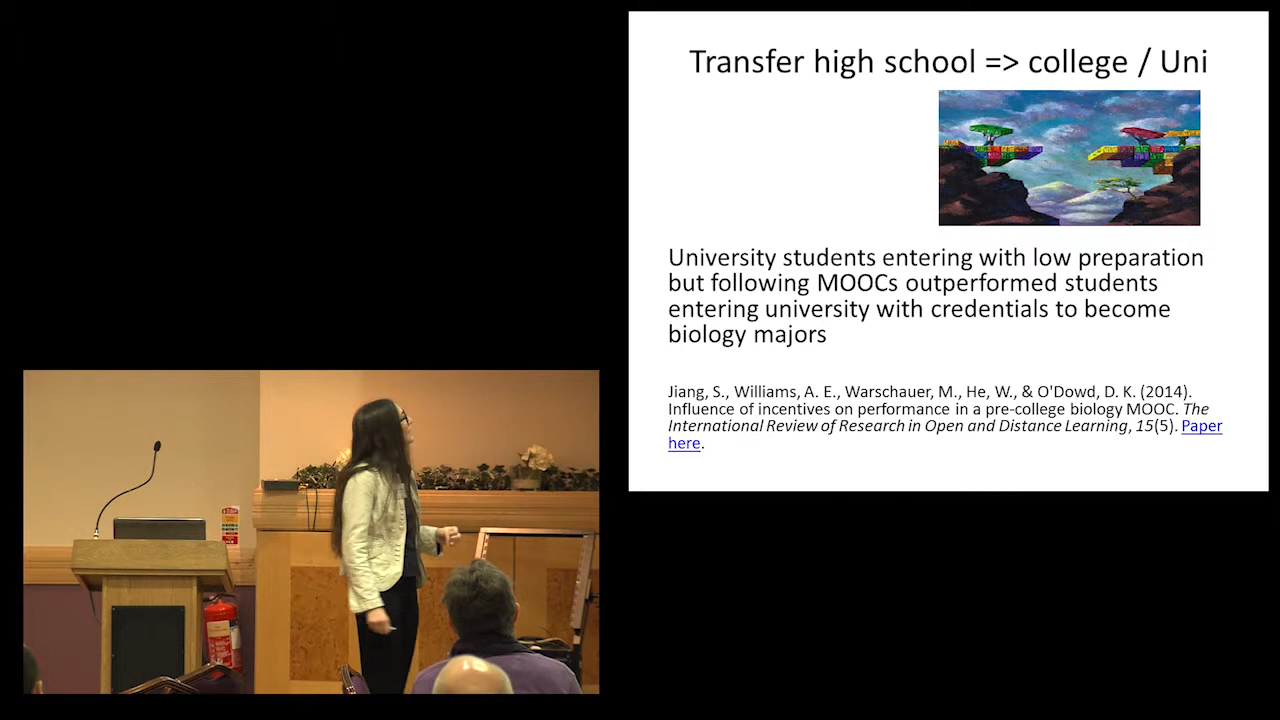 Transfer high school => college / Uni
University students entering with low preparation
but following MOOCs outperformed students
entering university with credentials to become
biology majors
Jiang, S., Williams, A. E., Warschauer, M., He, W., & O'Dowd, D. K. (2014).
Influence of incentives on performance in a pre-college biology MOOC. The
International Review of Research in Open and Distance Learning, 15(5). Paper
here.